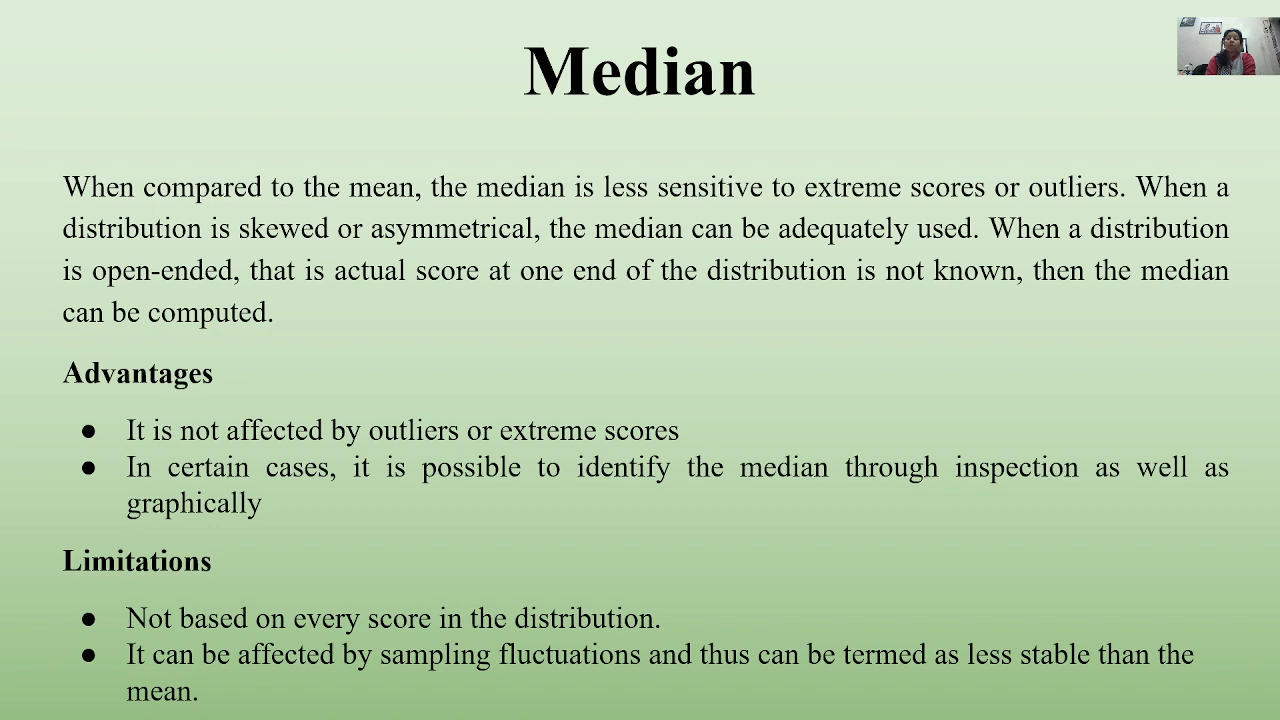 Median
When compared to the mean, the median is less sensitive to extreme scores or outliers. When a
distribution is skewed or asymmetrical, the median can be adequately used. When a distribution
is open-ended, that is actual score at one end of the distribution is not known, then the median
can be computed.
Advantages
● It is not affected by outliers or extreme scores
● In certain cases, it is possible to identify the median through inspection as well as
graphically
Limitations
● Not based on every score in the distribution.
● It can be affected by sampling fluctuations and thus can be termed as less stable than the
mean.